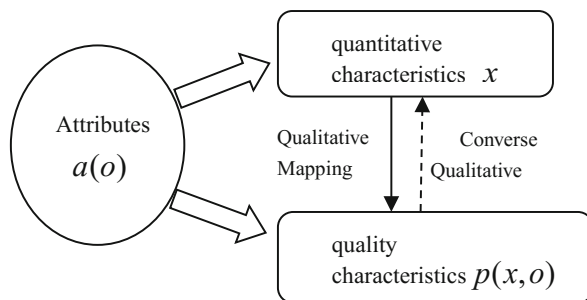 quantitative
characteristics x
Attributes
a(o)
Qualitative
Mapping
Converse
Qualitative
quality
characteristics p(x,o)